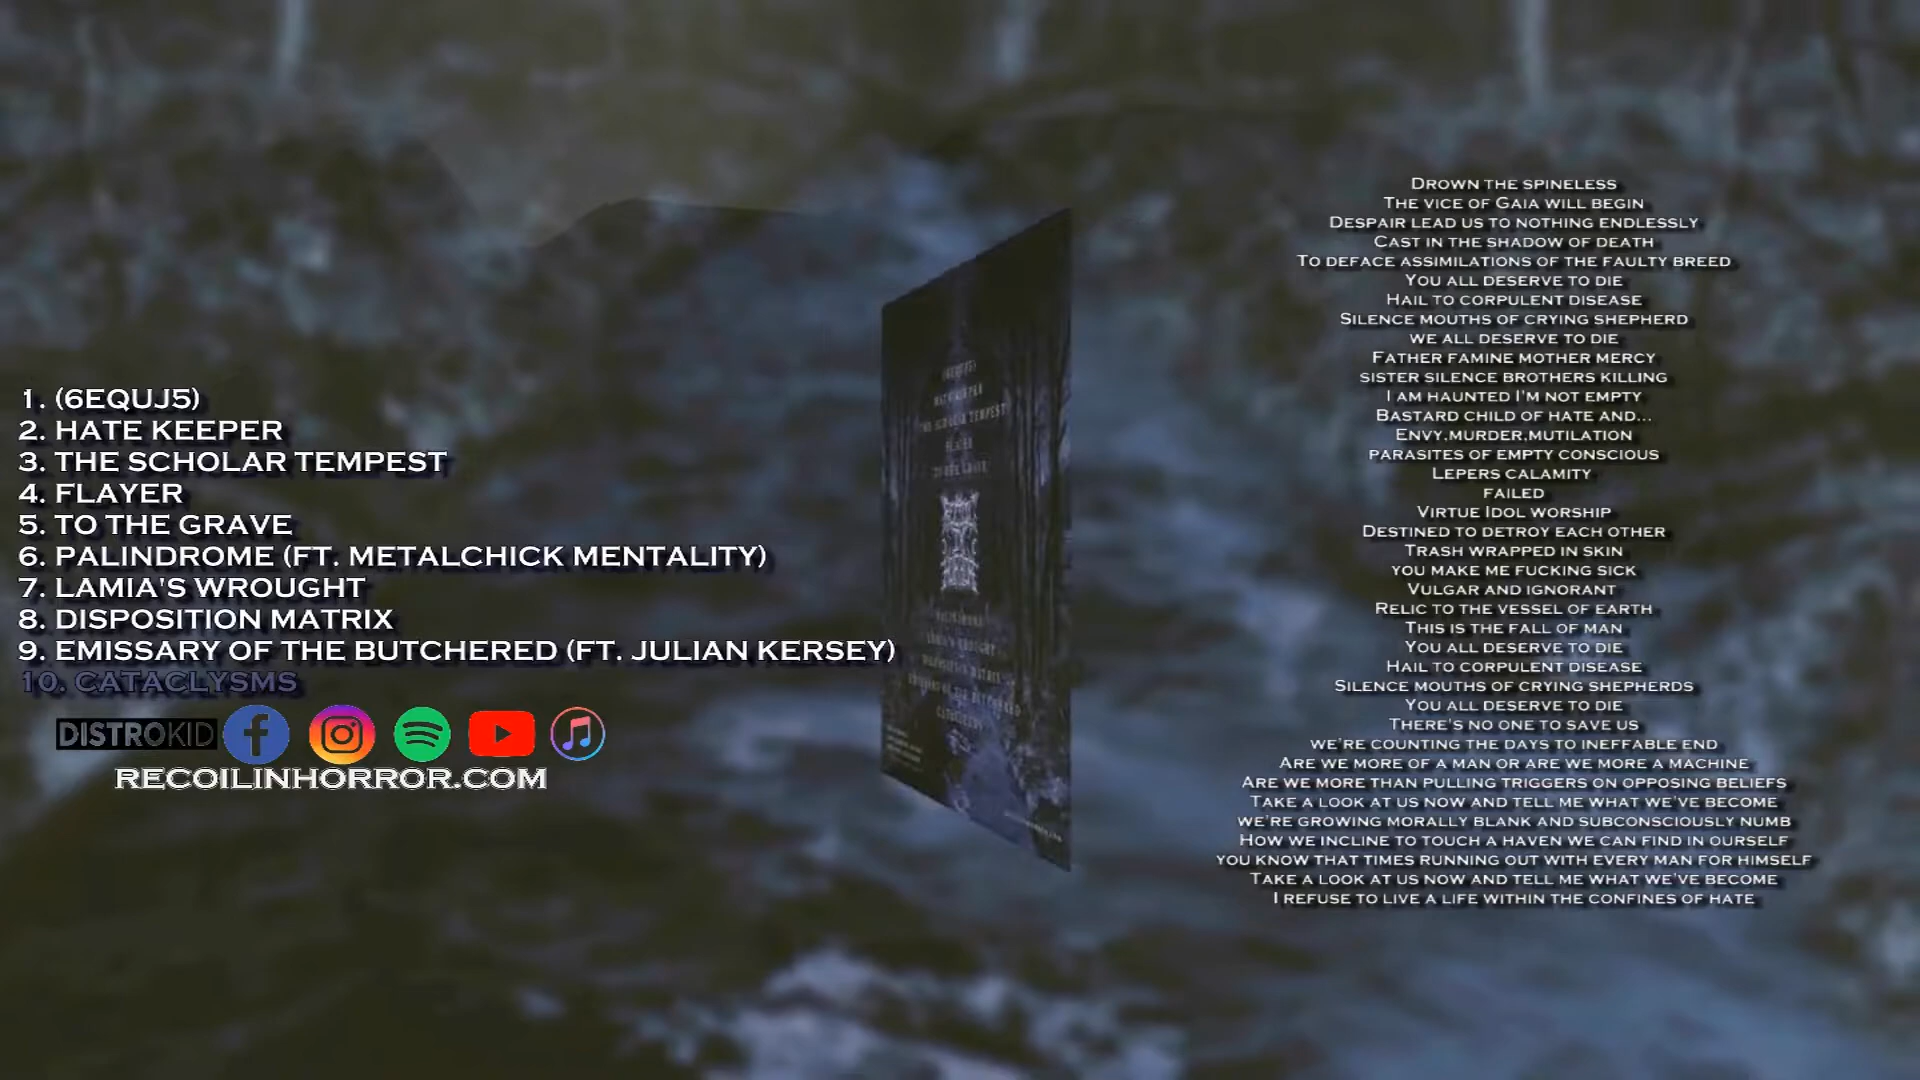 1. (6EQUJ5)
2. HATE KEEPER
3. THE SCHOLAR TEMPEST
4. FLAYER
5. TO THE GRAVE
6. PALINDROME (FT. METALCHICK MENTALITY)
7. LAMIA'S WROUGHT
8. DISPOSITION MATRIX
9. EMISSARY OF THE BUTCHERED (FT. JULIAN KERSEY)
10. CATACLYSMS
DISTROKID
RECOILINHORROR.COM
DROWN THE SPINELESS
THE VICE OF GAIA WILL BEGIN
DESPAIR LEAD US TO NOTHING ENDLESSLY
CAST IN THE SHADOW OF DEATH
TO DEFACE ASSIMILATIONS OF THE FAULTY BREED
YOU ALL DESERVE TO DIE
HAIL TO CORPULENT DISEASE
SILENCE MOUTHS OF CRYING SHEPHERD
WE ALL DESERVE TO DIE
FATHER FAMINE MOTHER MERCY
SISTER SILENCE BROTHERS KILLING
I AM HAUNTED I'M NOT EMPTY
BASTARD CHILD OF HATE AND...
ENVY,MURDER,MUTILATION
PARASITES OF EMPTY CONSCIOUS
LEPERS CALAMITY
FAILED
VIRTUE IDOL WORSHIP
DESTINED TO DETROY EACH OTHER
TRASH WRAPPED IN SKIN
YOU MAKE ME FUCKING SICK
VULGAR AND IGNORANT
RELIC TO THE VESSEL OF EARTH
THIS IS THE FALL OF MAN
YOU ALL DESERVE TO DIE
HAIL TO CORPULENT DISEASE
SILENCE MOUTHS OF CRYING SHEPHERDS
YOU ALL DESERVE TO DIE
THERE'S NO ONE TO SAVE US
WE'RE COUNTING THE DAYS TO INEFFABLE END
ARE WE MORE OF A MAN OR ARE WE MORE A MACHINE
ARE WE MORE THAN PULLING TRIGGERS ON OPPOSING BELIEFS
TAKE A LOOK AT US NOW AND TELL ME WHAT WE'VE BECOME
WE'RE GROWING MORALLY BLANK AND SUBCONSCIOUSLY NUMB
HOW WE INCLINE TO TOUCH A HAVEN WE CAN FIND IN OURSELF
YOU KNOW THAT TIMES RUNNING OUT WITH EVERY MAN FOR HIMSELF
TAKE A LOOK AT US NOW AND TELL ME WHAT WE'VE BECOME
I REFUSE TO LIVE A LIFE WITHIN THE CONFINES OF HATE